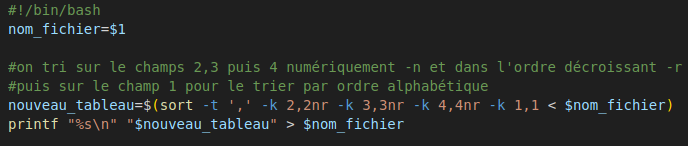 #!/bin/bash
nom_fichier=$1
#on tri sur le champs 2,3 puis 4 numériquement -n et dans l'ordre décroissant -r
#puis sur le champ 1 pour le trier par ordre alphabétique
nouveau_tableau=$(sort -t ',' -k 2,2nr -k 3,3nr -k 4,4nr -k 1,1 < $nom_fichier)
printf "%s\n" "$nouveau_tableau" > $nom_fichier